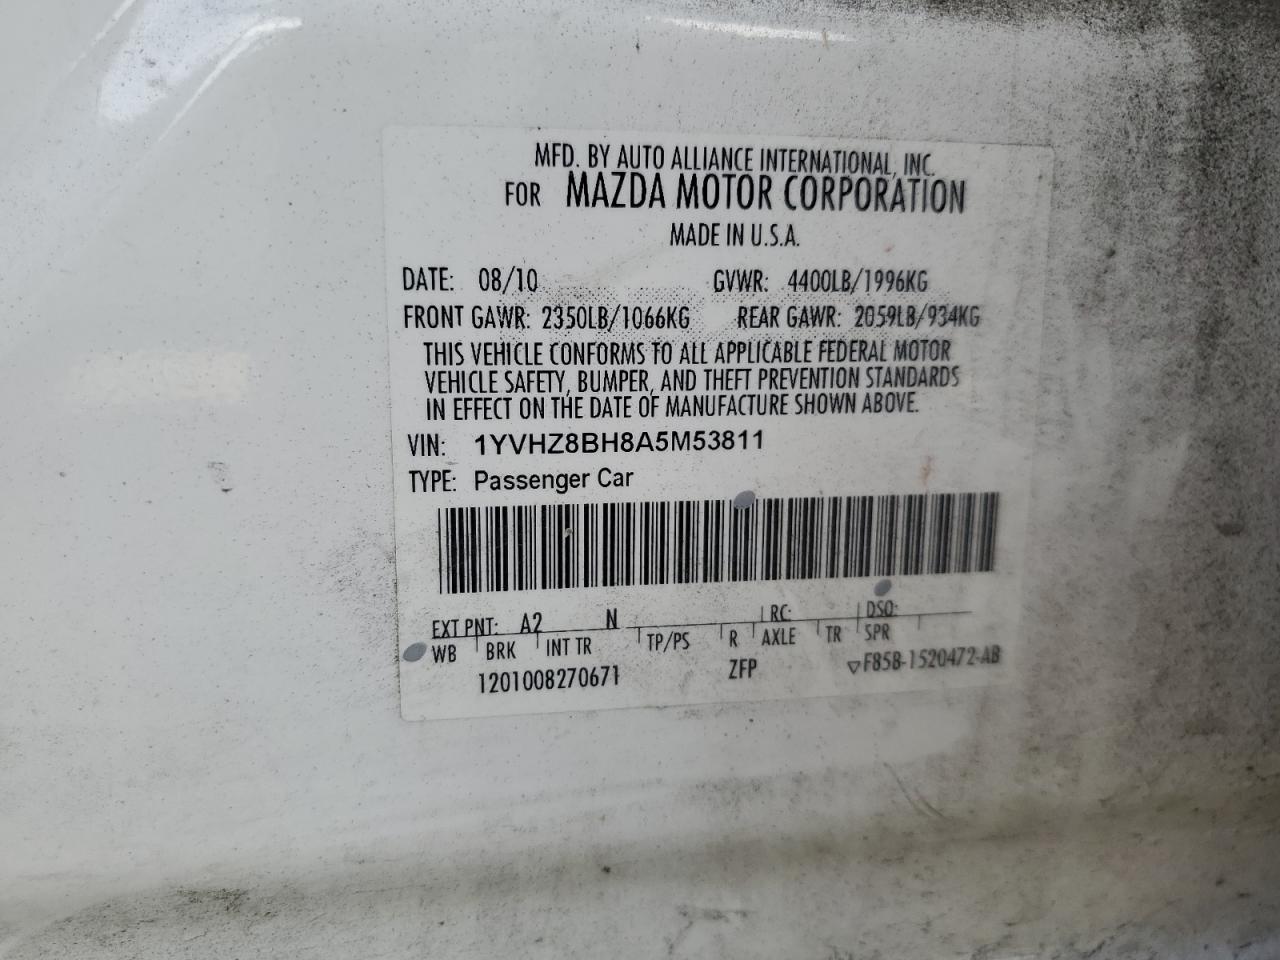 MFD. BY AUTO ALLIANCE INTERNATIONAL, INC.
FOR MAZDA MOTOR CORPORATION
MADE IN U.S.A.
DATE: 08/10 GVWR: 4400LB/1996KG
FRONT GAWR: 2350LB/1066KG REAR GAWR: 2059LB/934KG
THIS VEHICLE CONFORMS TO ALL APPLICABLE FEDERAL MOTOR
VEHICLE SAFETY, BUMPER, AND THEFT PREVENTION STANDARDS
IN EFFECT ON THE DATE OF MANUFACTURE SHOWN ABOVE.
VIN: 1YVHZ8BH8A5M53811
TYPE: Passenger Car
EXT PNT: A2 N RC: DSO:
WB BRK INT TR TP/PS R AXLE TR SPR
1201008270671 ZFP ▽F85B-1520472-AB